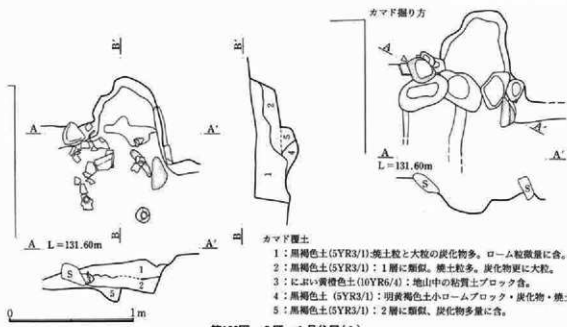 カマド掘り方
B'
B'
A
A
A'
A'
A
A'
L=131.60m
B
B
A L=131.60m A'
S
S
S
1 2 3 4 5
0 1m
カマド覆土
1:黒褐色土(5YR3/1):焼土粒と大粒の炭化物多。ローム粒微量に含。
2:黒褐色土(5YR3/1):1層に類似。焼土粒多。炭化物更に大粒。
3:にぶい黄橙色土(10YR6/4):地山中の粘質土ブロック含。
4:黒褐色土(5YR3/1):明黄褐色土小ロームブロック・炭化物・焼土
5:黒褐色土(5YR3/1):2層に類似、炭化物多量に含。